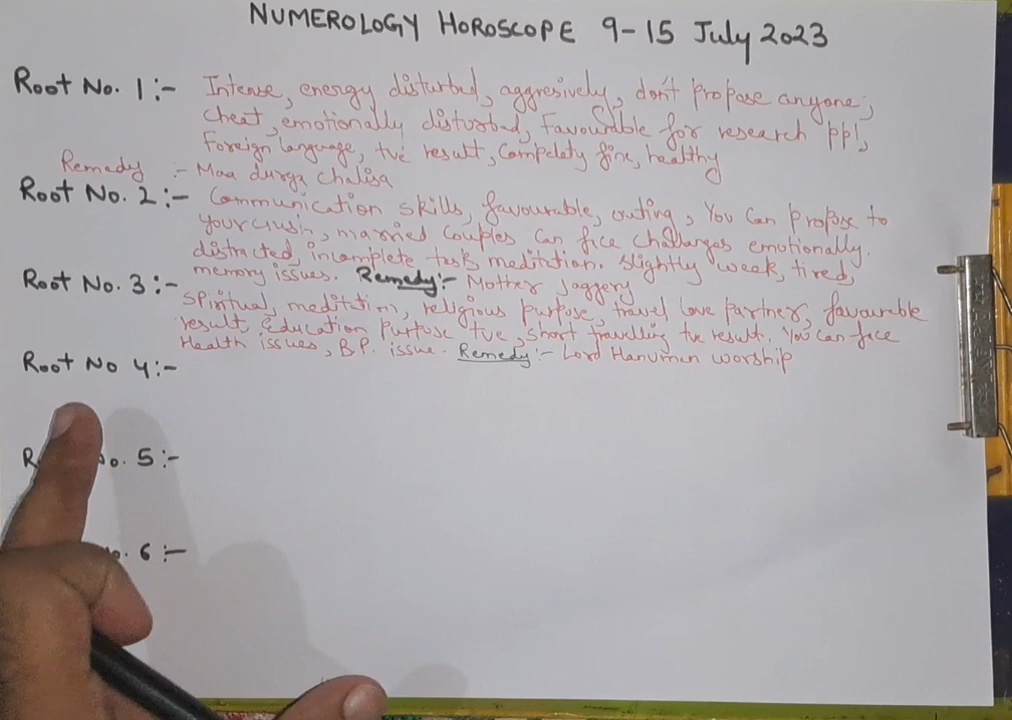 NUMEROLOGY HOROSCOPE 9-15 July 2023
Root No. 1:- Intense, energy disturbed, aggresively, don't propose anyone,
cheat, emotionally disturbed, Favourable for research ppl,
Foreign language, +ve result, Completely fine, healthy
Remedy :- Maa durga chalisa
Root No. 2:- Communication skills, favourable, outing, You Can propose to
your crush, married couples can face challanges emotionally.
distracted, incomplete task, meditation. slightly week, tired,
memory issues. Remedy:- Mother Jaggery
Root No. 3:- Spiritual, meditation, religious purpose, travel love partner, favourable
result, Education purpose +ve, short travelling +ve result. You Can face
Health issues, B.P. issue. Remedy:- Lord Hanuman worship
Root No 4:-
R o. 5:-
o. 6:-